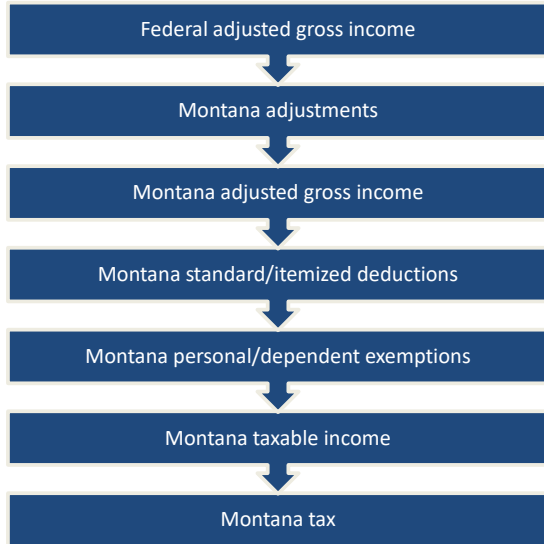 Federal adjusted gross income
Montana adjustments
Montana adjusted gross income
Montana standard/itemized deductions
Montana personal/dependent exemptions
Montana taxable income
Montana tax